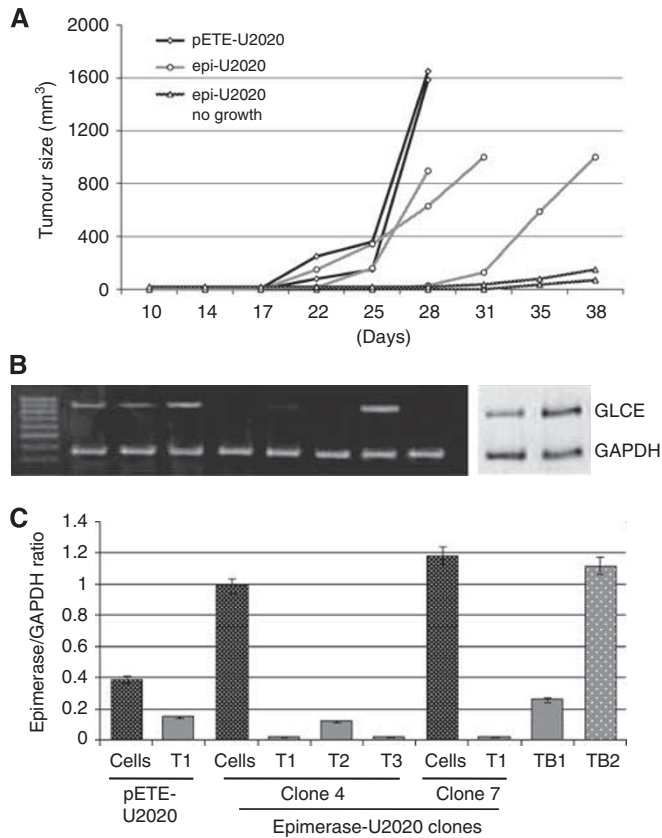 A
2000
1600
1200
800
400
0
Tumour size (mm³)
pETE-U2020
epi-U2020
epi-U2020
no growth
10 14 17 22 25 28 31 35 38
(Days)
B
GLCE
GAPDH
C
1.4
1.2
1
0.8
0.6
0.4
0.2
0
Epimerase/GAPDH ratio
Cells T1 Cells T1 T2 T3 Cells T1 TB1 TB2
pETE-
U2020
Clone 4 Clone 7
Epimerase-U2020 clones